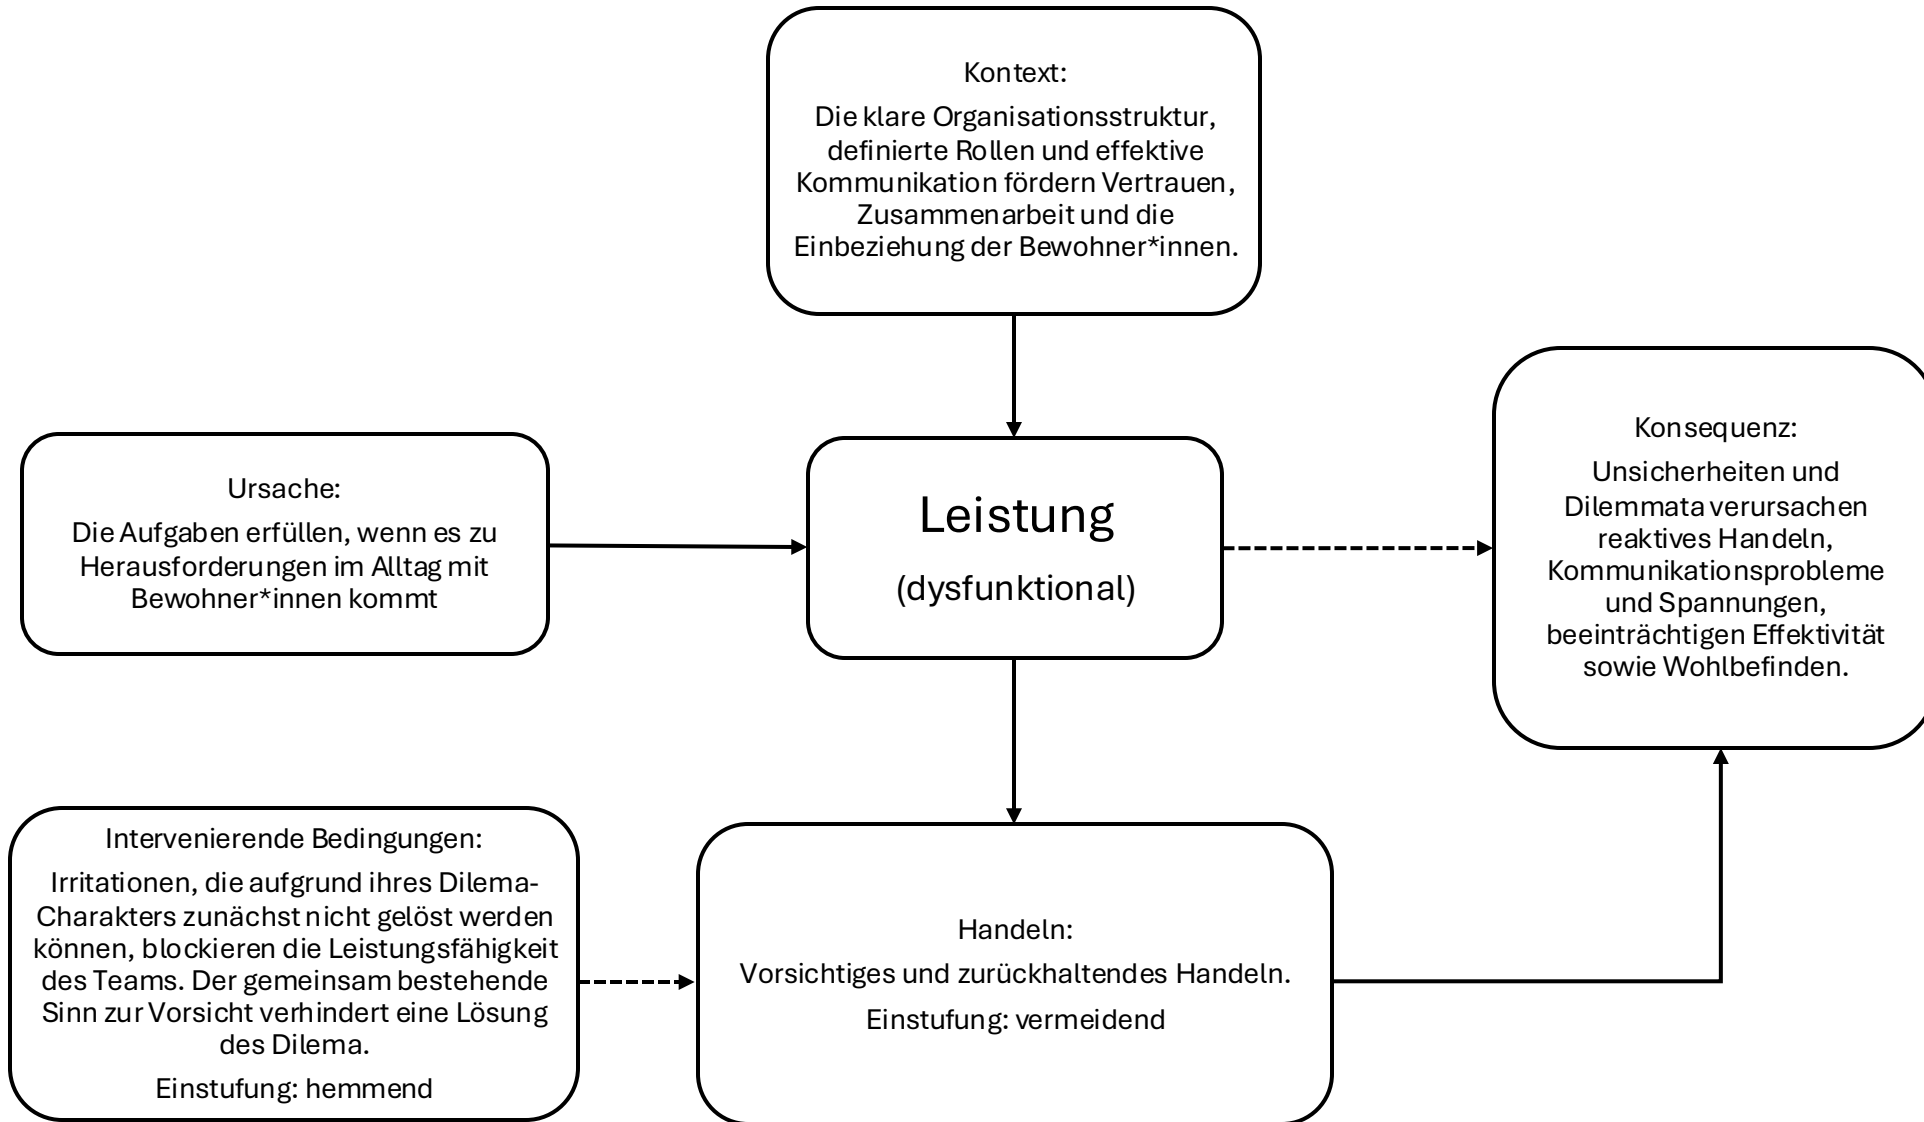 Kontext:
Die klare Organisationsstruktur,
definierte Rollen und effektive
Kommunikation fördern Vertrauen,
Zusammenarbeit und die
Einbeziehung der Bewohner*innen.
Ursache:
Die Aufgaben erfüllen, wenn es zu
Herausforderungen im Alltag mit
Bewohner*innen kommt
Leistung
(dysfunktional)
Konsequenz:
Unsicherheiten und
Dilemmata verursachen
reaktives Handeln,
Kommunikationsprobleme
und Spannungen,
beeinträchtigen Effektivität
sowie Wohlbefinden.
Intervenierende Bedingungen:
Irritationen, die aufgrund ihres Dilema-
Charakters zunächst nicht gelöst werden
können, blockieren die Leistungsfähigkeit
des Teams. Der gemeinsam bestehende
Sinn zur Vorsicht verhindert eine Lösung
des Dilema.
Einstufung: hemmend
Handeln:
Vorsichtiges und zurückhaltendes Handeln.
Einstufung: vermeidend